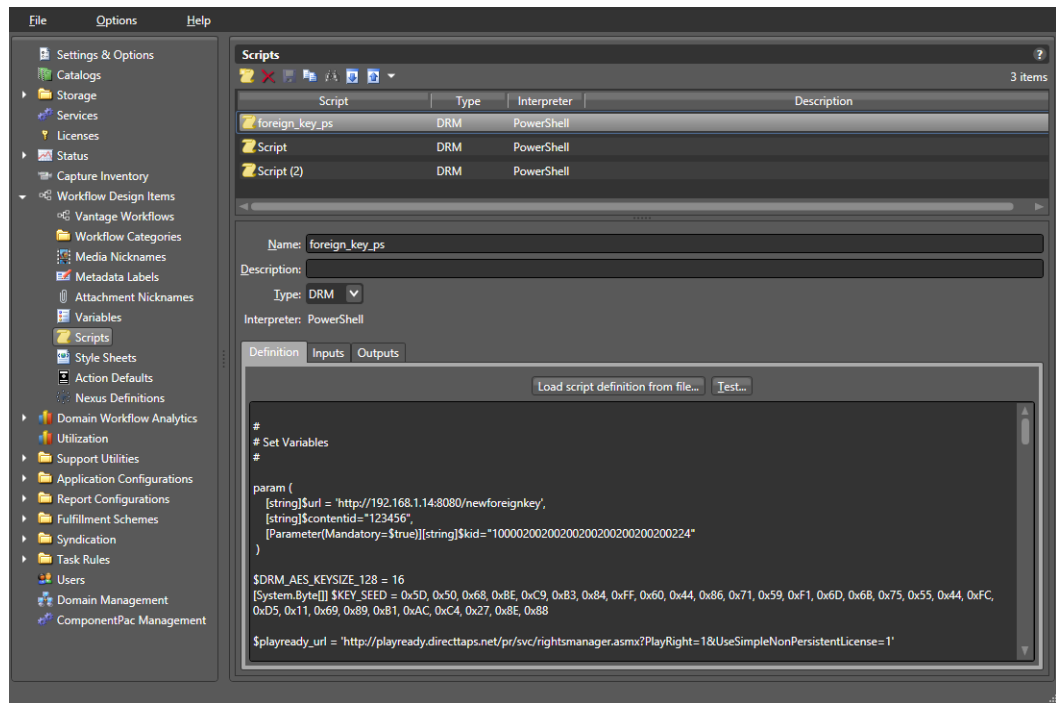 File Options Help
Settings & Options
Catalogs
Storage
Services
Licenses
Status
Capture Inventory
Workflow Design Items
Vantage Workflows
Workflow Categories
Media Nicknames
Metadata Labels
Attachment Nicknames
Variables
Scripts
Style Sheets
Action Defaults
Nexus Definitions
Domain Workflow Analytics
Utilization
Support Utilities
Application Configurations
Report Configurations
Fulfillment Schemes
Syndication
Task Rules
Users
Domain Management
ComponentPac Management
Scripts ?
3 items
Script Type Interpreter Description
foreign_key_ps DRM PowerShell
Script DRM PowerShell
Script (2) DRM PowerShell
Name: foreign_key_ps
Description:
Type: DRM
Interpreter: PowerShell
Definition Inputs Outputs
Load script definition from file... Test...
#
# Set Variables
#
param (
[string]$url = 'http://192.168.1.14:8080/newforeignkey',
[string]$contentid="123456",
[Parameter(Mandatory=$true)][string]$kid="10000200200200200200200200200224"
)
$DRM_AES_KEYSIZE_128 = 16
[System.Byte[]] $KEY_SEED = 0x5D, 0x50, 0x68, 0xBE, 0xC9, 0xB3, 0x84, 0xFF, 0x60, 0x44, 0x86, 0x71, 0x59, 0xF1, 0x6D, 0x6B, 0x75, 0x55, 0x44, 0xFC,
0xD5, 0x11, 0x69, 0x89, 0xB1, 0xAC, 0xC4, 0x27, 0x8E, 0x88
$playready_url = 'http://playready.directtaps.net/pr/svc/rightsmanager.asmx?PlayRight=1&UseSimpleNonPersistentLicense=1'